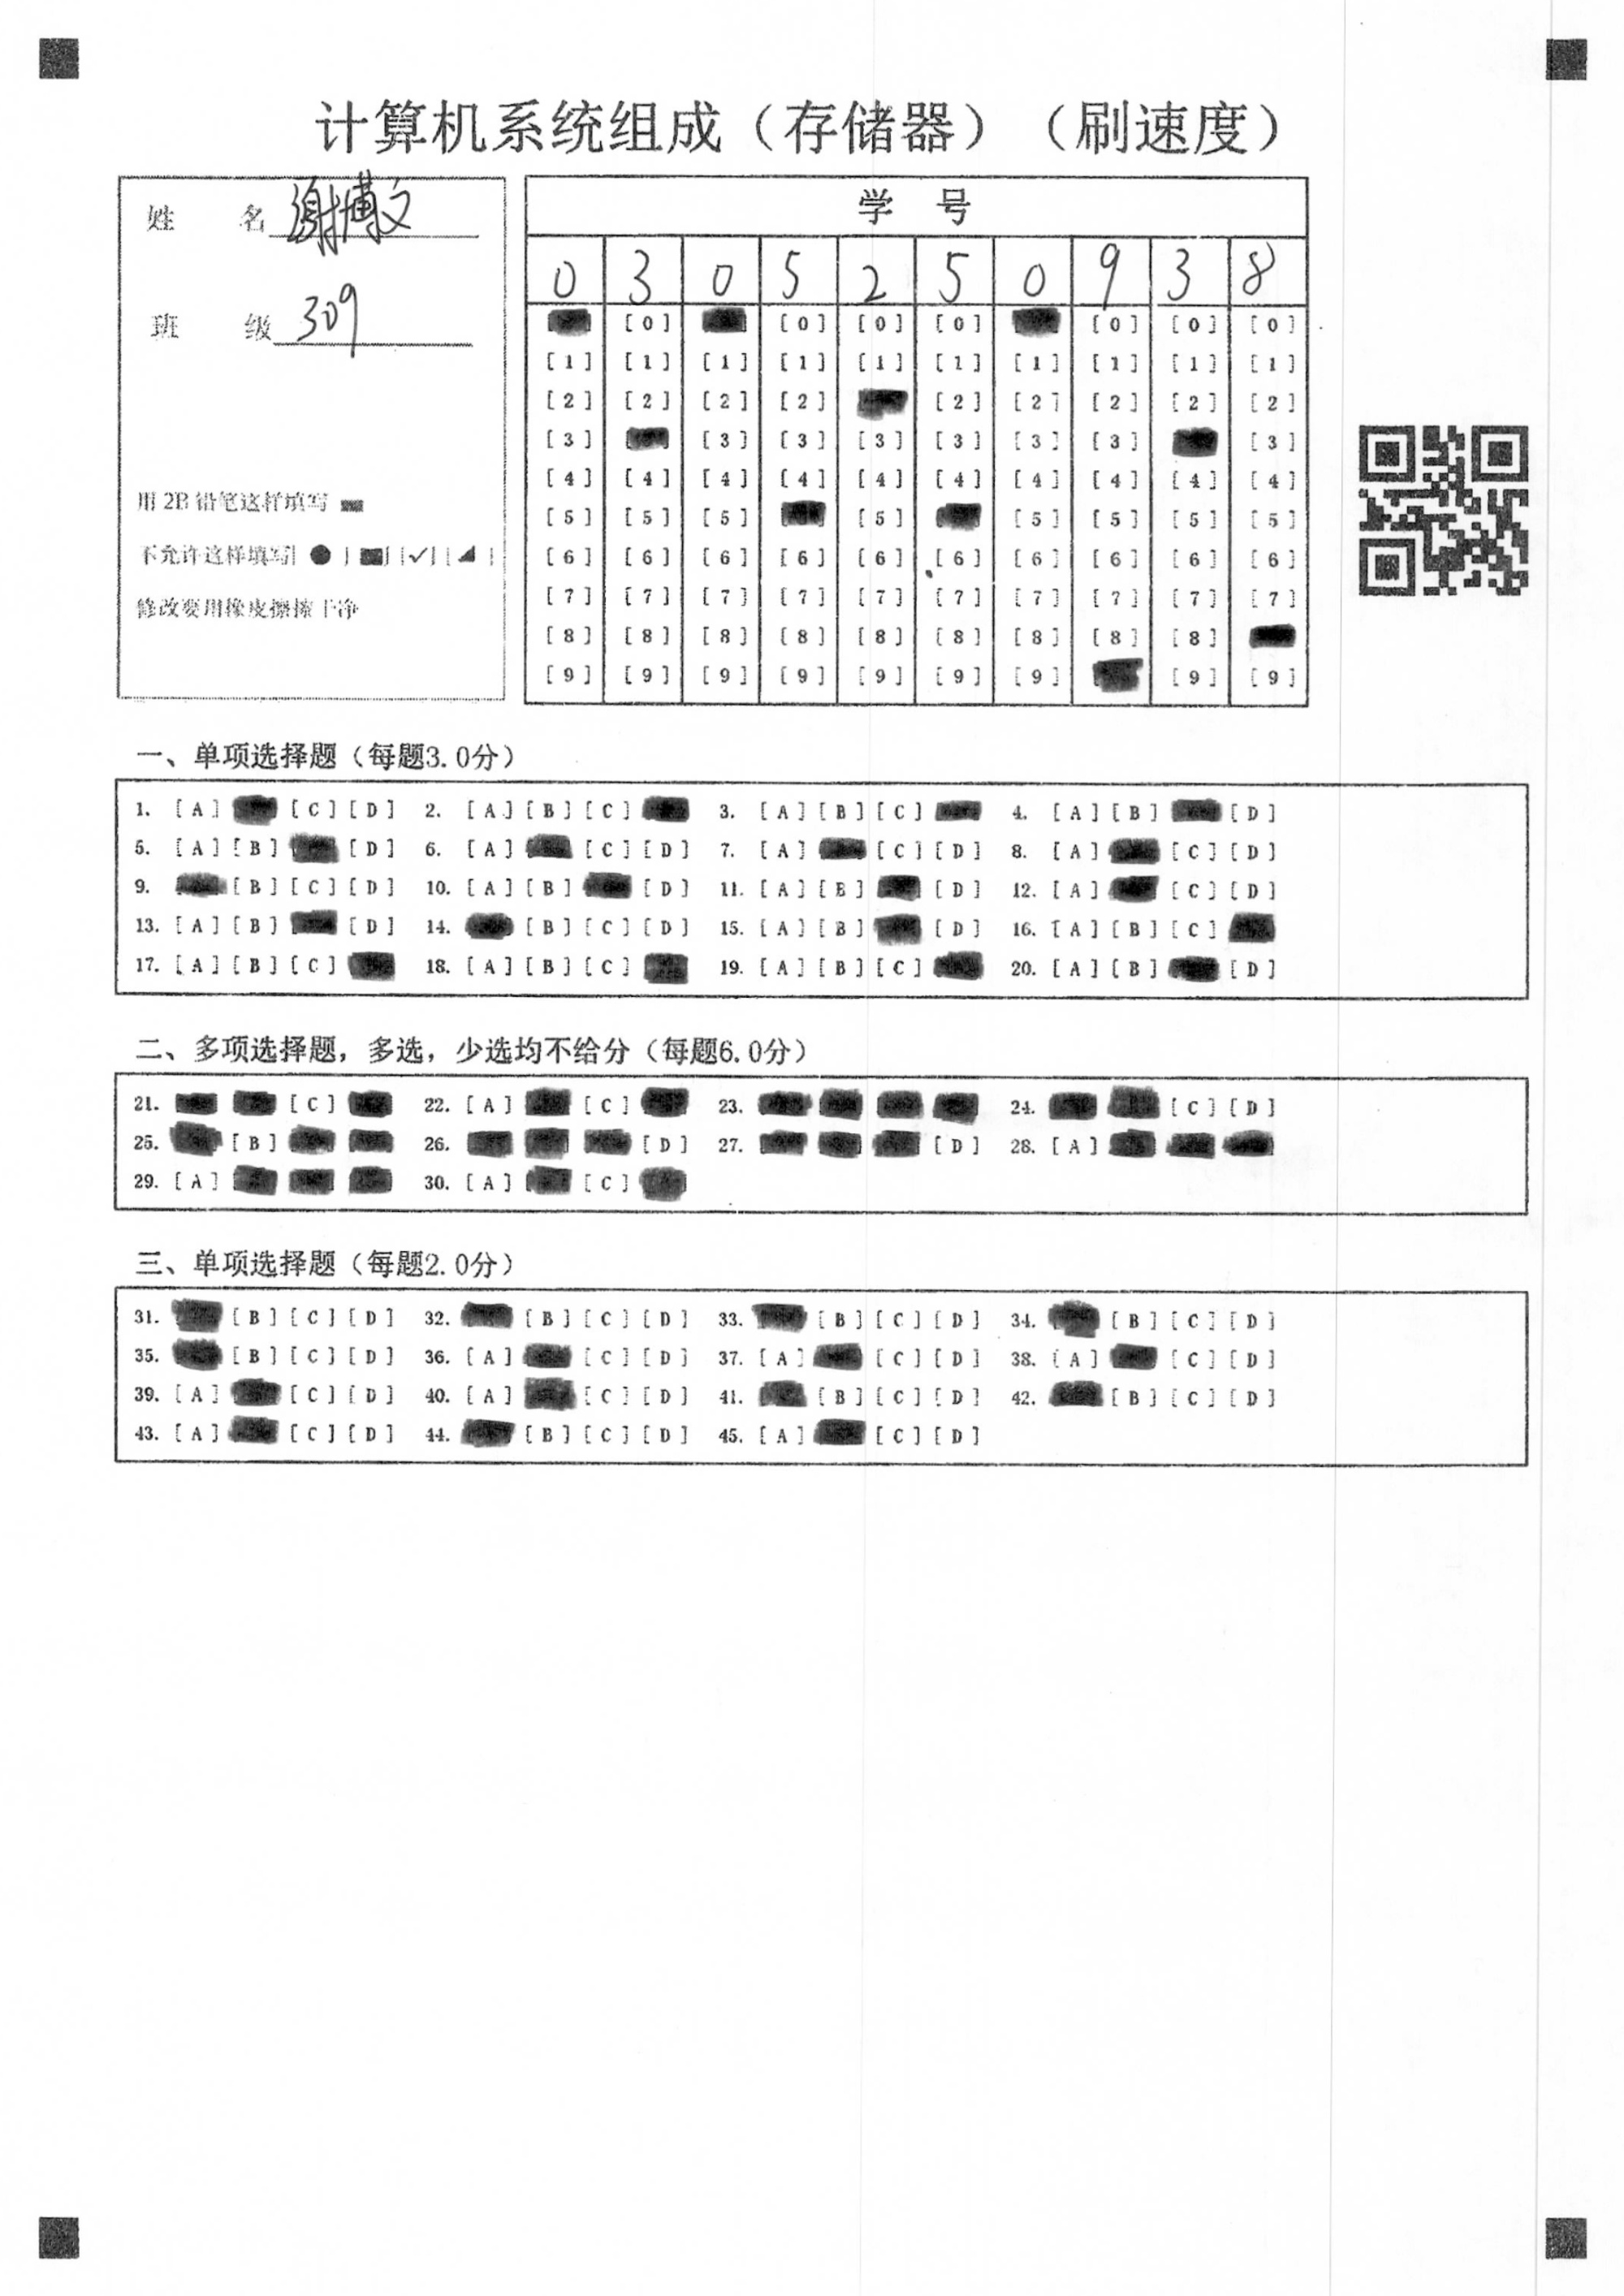 计算机系统组成（存储器）（刷速度）
姓 名 谢博文
班 级 309
用 2B 铅笔这样填写
不允许这样填写[ ● ] [■] [✓] [◢ ]
修改要用橡皮擦擦干净
学 号
0 3 0 5 2 5 0 9 3 8
[0] [0] [0] [0] [0] [0] [0]
[1] [1] [1] [1] [1] [1] [1] [1] [1] [1]
[2] [2] [2] [2] [2] [2] [2] [2] [2]
[3] [3] [3] [3] [3] [3] [3] [3]
[4] [4] [4] [4] [4] [4] [4] [4] [4] [4]
[5] [5] [5] [5] [5] [5] [5] [5]
[6] [6] [6] [6] [6] [6] [6] [6] [6] [6]
[7] [7] [7] [7] [7] [7] [7] [7] [7] [7]
[8] [8] [8] [8] [8] [8] [8] [8] [8]
[9] [9] [9] [9] [9] [9] [9] [9] [9]
一、单项选择题（每题3.0分）
1. [A] [C] [D] 2. [A] [B] [C] 3. [A] [B] [C] 4. [A] [B] [D]
5. [A] [B] [D] 6. [A] [C] [D] 7. [A] [C] [D] 8. [A] [C] [D]
9. [B] [C] [D] 10. [A] [B] [D] 11. [A] [B] [D] 12. [A] [C] [D]
13. [A] [B] [D] 14. [B] [C] [D] 15. [A] [B] [D] 16. [A] [B] [C]
17. [A] [B] [C] 18. [A] [B] [C] 19. [A] [B] [C] 20. [A] [B] [D]
二、多项选择题，多选，少选均不给分（每题6.0分）
21. [C] 22. [A] [C] 23. 24. [C] [D]
25. [B] 26. [D] 27. [D] 28. [A]
29. [A] 30. [A] [C]
三、单项选择题（每题2.0分）
31. [B] [C] [D] 32. [B] [C] [D] 33. [B] [C] [D] 34. [B] [C] [D]
35. [B] [C] [D] 36. [A] [C] [D] 37. [A] [C] [D] 38. [A] [C] [D]
39. [A] [C] [D] 40. [A] [C] [D] 41. [B] [C] [D] 42. [B] [C] [D]
43. [A] [C] [D] 44. [B] [C] [D] 45. [A] [C] [D]